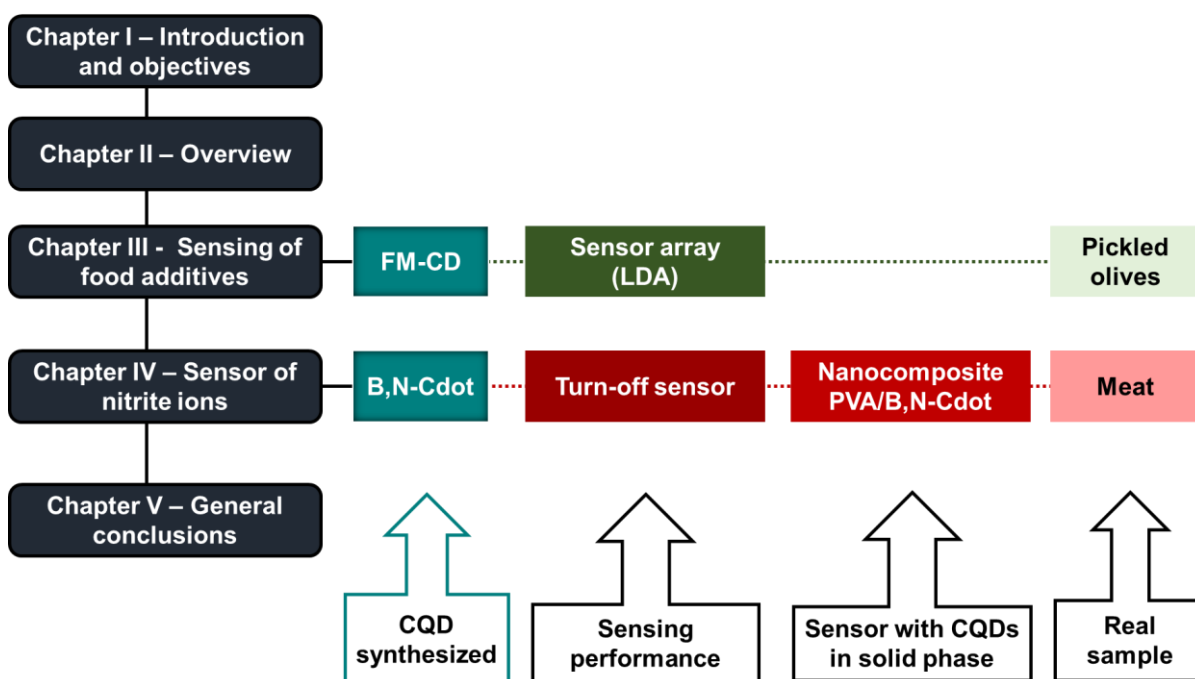 Chapter I – Introduction
and objectives
Chapter II – Overview
Chapter III -  Sensing of
food additives
FM-CD
Sensor array
(LDA)
Pickled
olives
Chapter IV – Sensor of
nitrite ions
B,N-Cdot
Turn-off sensor
Nanocomposite
PVA/B,N-Cdot
Meat
Chapter V – General
conclusions
CQD
synthesized
Sensing
performance
Sensor with CQDs
in solid phase
Real
sample